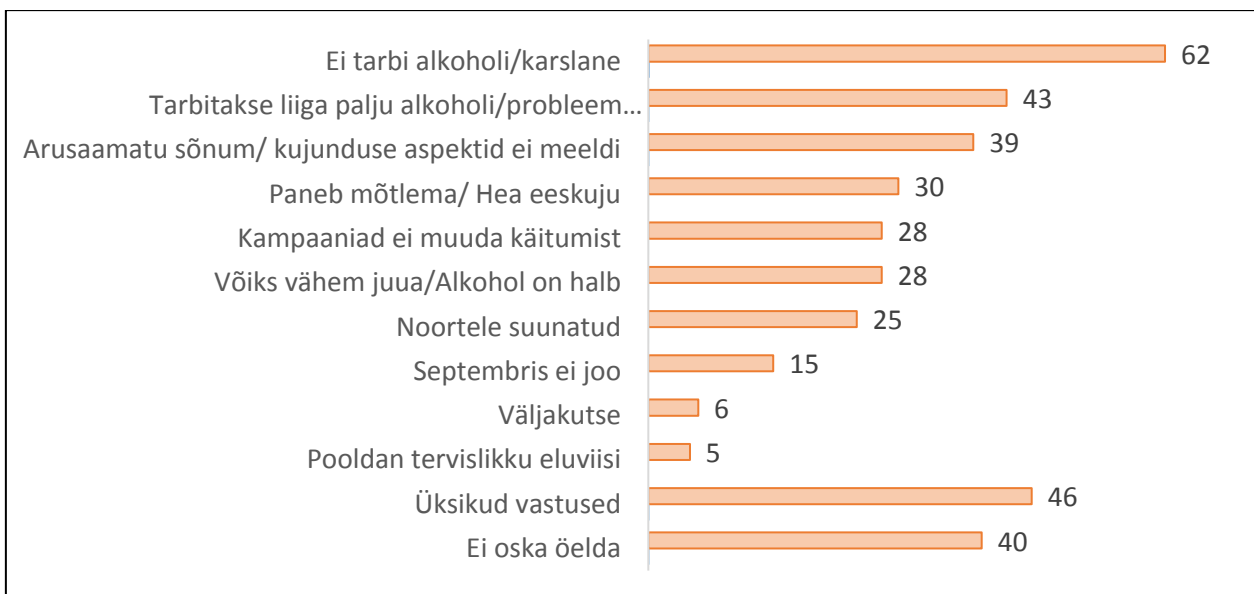 Ei tarbi alkoholi/karslane 62
Tarbitakse liiga palju alkoholi/probleem... 43
Arusaamatu sõnum/ kujunduse aspektid ei meeldi 39
Paneb mõtlema/ Hea eeskuju 30
Kampaaniad ei muuda käitumist 28
Võiks vähem juua/Alkohol on halb 28
Noortele suunatud 25
Septembris ei joo 15
Väljakutse 6
Pooldan tervislikku eluviisi 5
Üksikud vastused 46
Ei oska öelda 40